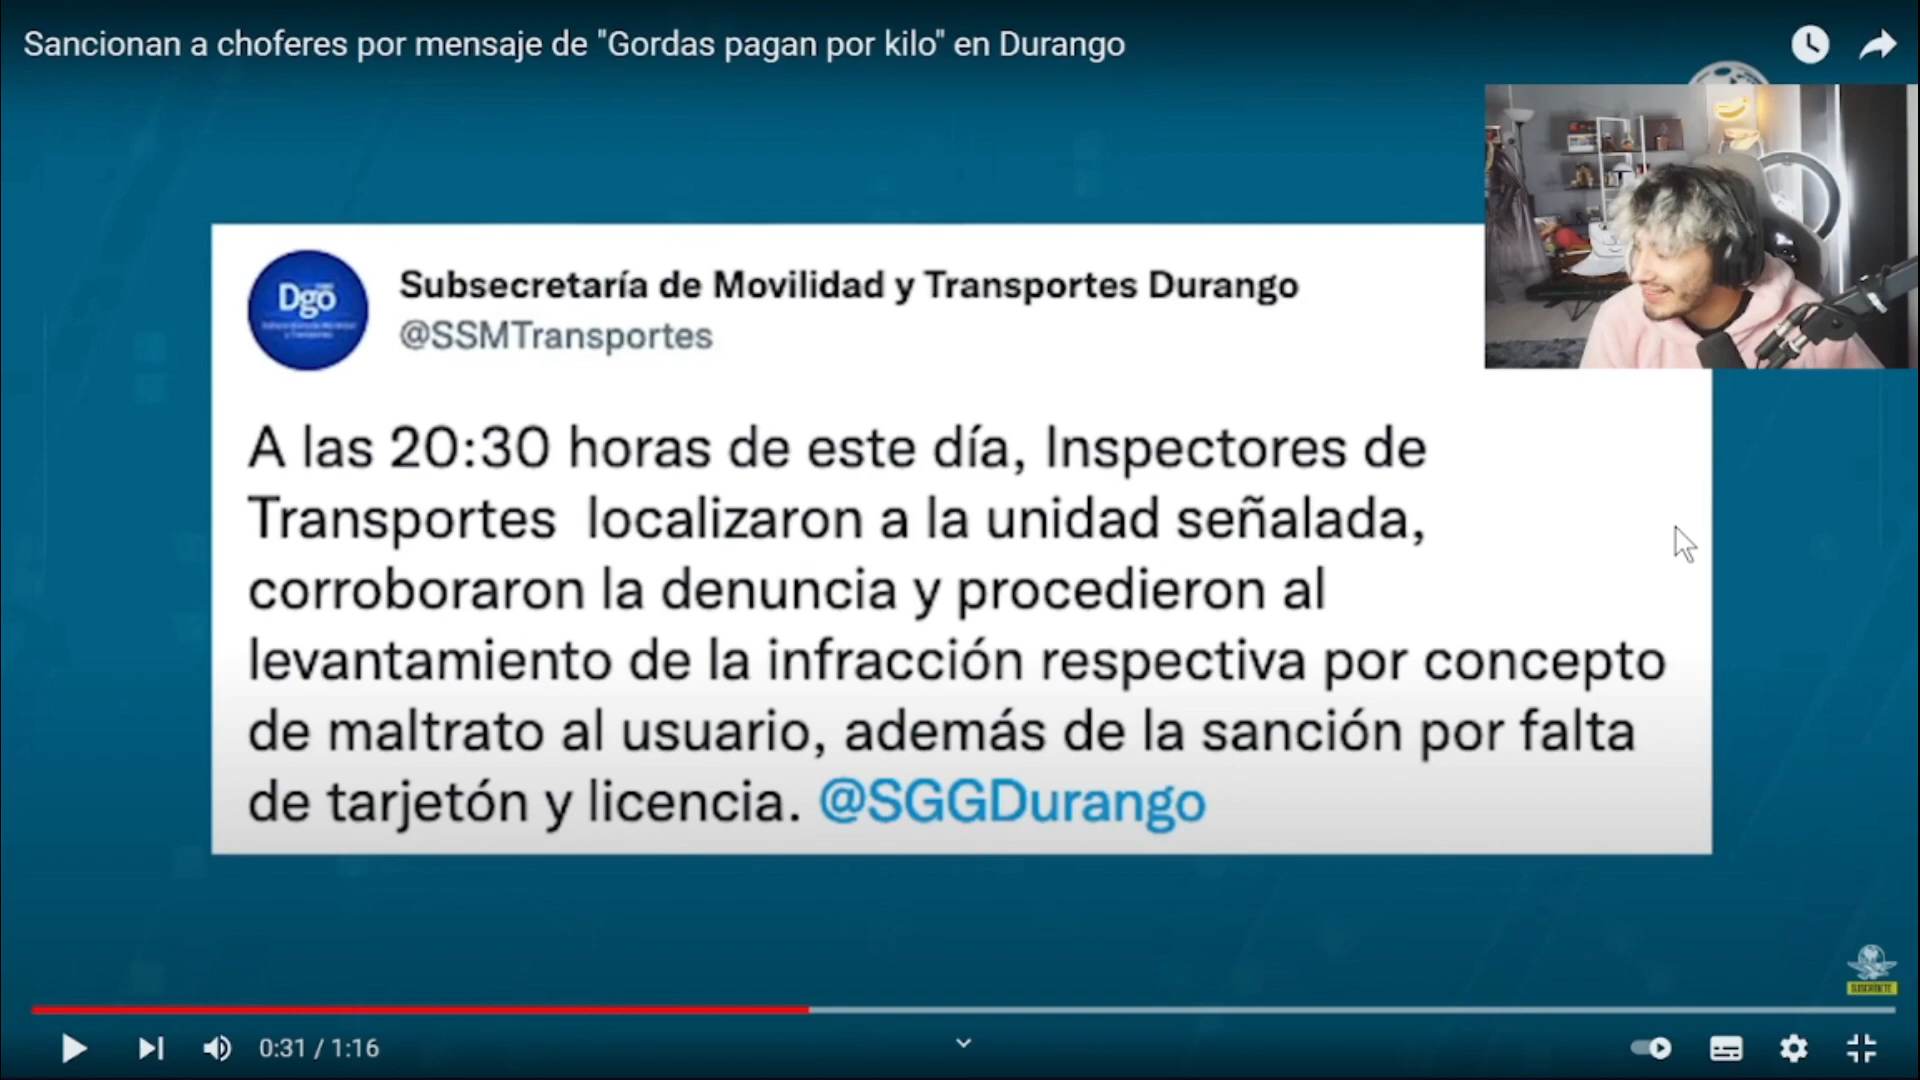 Sancionan a choferes por mensaje de "Gordas pagan por kilo" en Durango
Dgo
Subsecretaría de Movilidad y Transportes Durango
@SSMTransportes
A las 20:30 horas de este día, Inspectores de
Transportes localizaron a la unidad señalada,
corroboraron la denuncia y procedieron al
levantamiento de la infracción respectiva por concepto
de maltrato al usuario, además de la sanción por falta
de tarjetón y licencia. @SGGDurango
SUSCRÍBETE
0:31 / 1:16